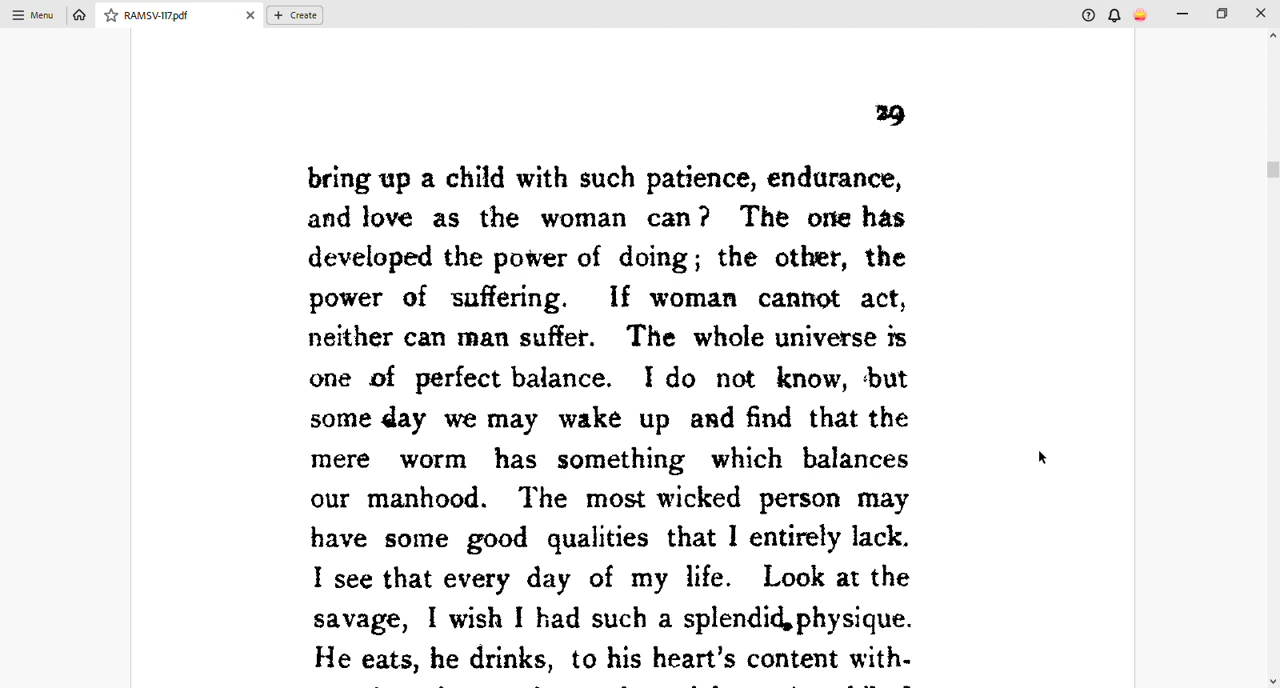 Menu
RAMSV-117.pdf
Create
29
bring up a child with such patience, endurance,
and love as the woman can? The one has
developed the power of doing; the other, the
power of suffering. If woman cannot act,
neither can man suffer. The whole universe is
one of perfect balance. I do not know, but
some day we may wake up and find that the
mere worm has something which balances
our manhood. The most wicked person may
have some good qualities that I entirely lack.
I see that every day of my life. Look at the
savage, I wish I had such a splendid physique.
He eats, he drinks, to his heart's content with-